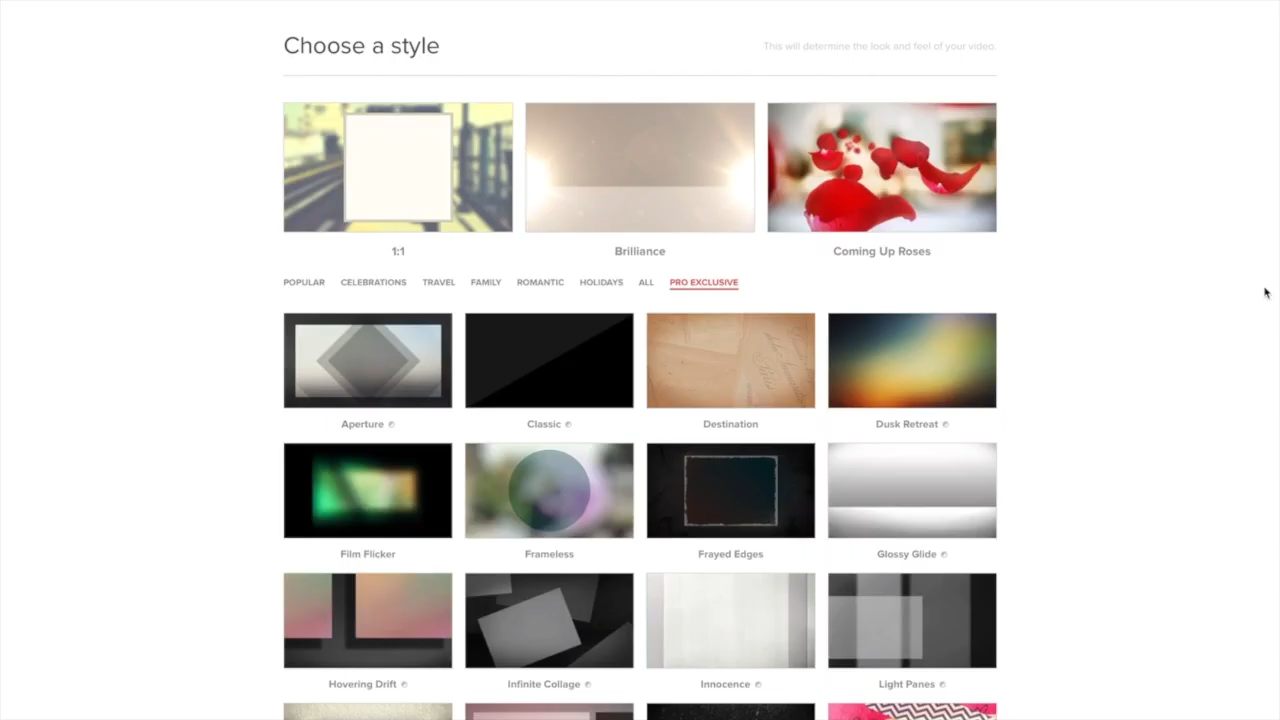 Choose a style
This will determine the look and feel of your video.
1:1
Brilliance
Coming Up Roses
POPULAR CELEBRATIONS TRAVEL FAMILY ROMANTIC HOLIDAYS ALL PRO EXCLUSIVE
Aperture
Classic
Destination
Dusk Retreat
Film Flicker
Frameless
Frayed Edges
Glossy Glide
Hovering Drift
Infinite Collage
Innocence
Light Panes